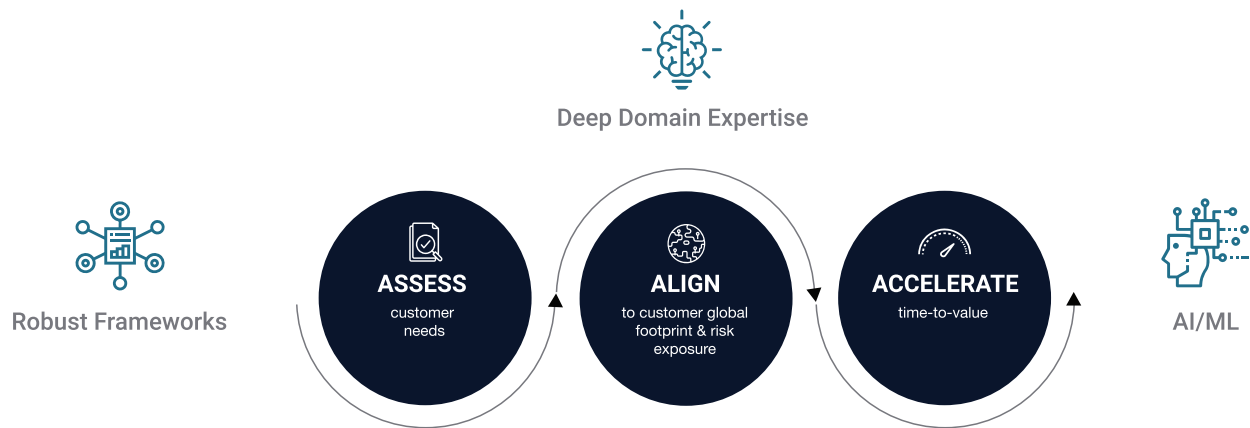 Deep Domain Expertise
Robust Frameworks
ASSESS
customer
needs
ALIGN
to customer global
footprint & risk
exposure
ACCELERATE
time-to-value
AI/ML